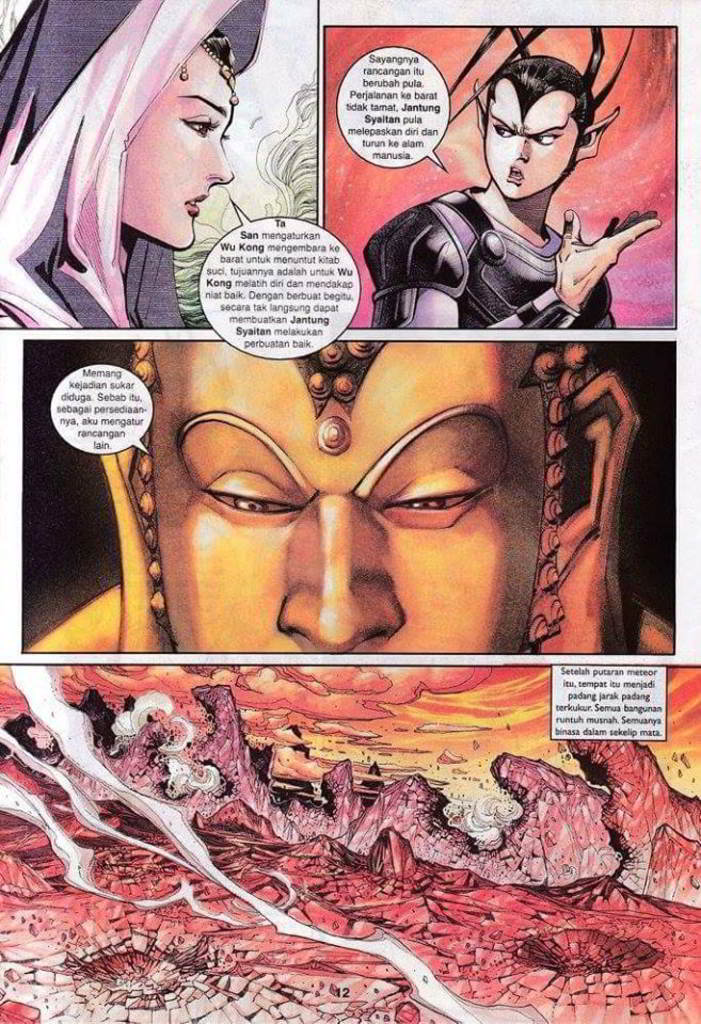 Ta
San mengaturkan
Wu Kong mengembara ke
barat untuk menuntut kitab
suci, tujuannya adalah untuk Wu
Kong melatih diri dan mendakap
niat baik. Dengan berbuat begitu,
secara tak langsung dapat
membuatkan Jantung
Syaitan melakukan
perbuatan baik.
Sayangnya
rancangan itu
berubah pula.
Perjalanan ke barat
tidak tamat, Jantung
Syaitan pula
melepaskan diri dan
turun ke alam
manusia.
Memang
kejadian sukar
diduga. Sebab itu,
sebagai persediaan-
nya, aku mengatur
rancangan
lain.
Setelah putaran meteor
itu, tempat itu menjadi
padang jarak padang
terkukur. Semua bangunan
runtuh musnah. Semuanya
binasa dalam sekelip mata.
12